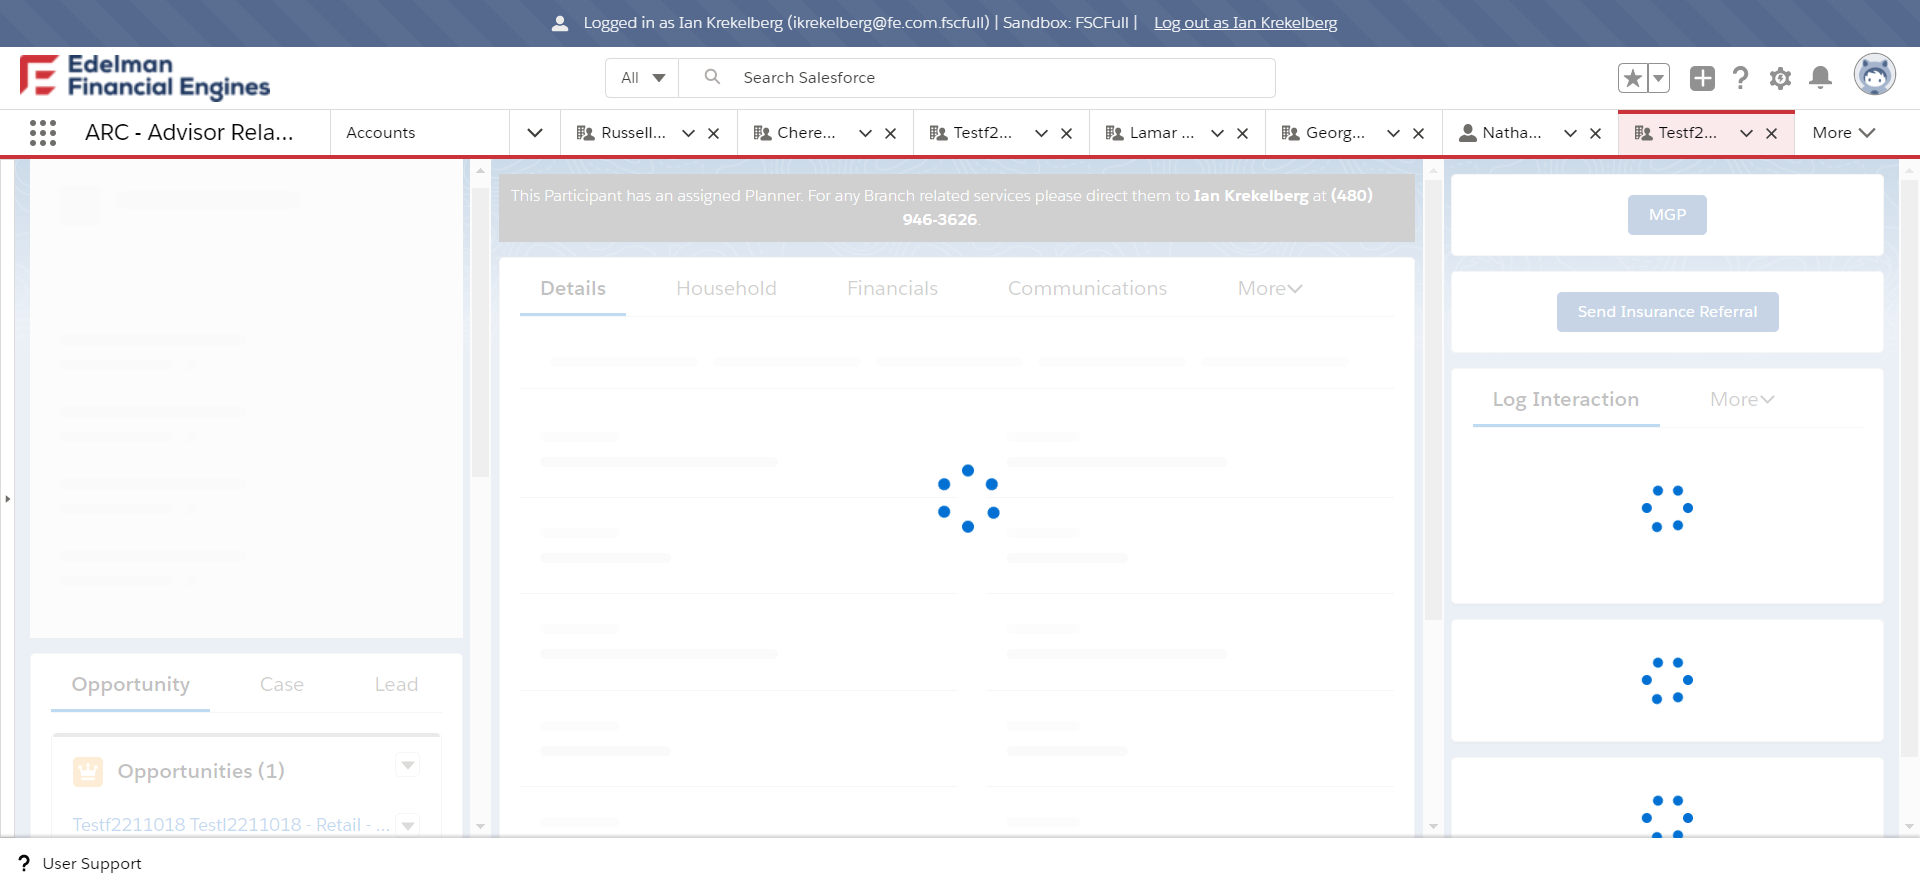 Logged in as Ian Krekelberg (ikrekelberg@fe.com.fscfull) | Sandbox: FSCFull | Log out as Ian Krekelberg
Edelman
Financial Engines
All
Search Salesforce
ARC - Advisor Rela...
Accounts
Russell...
Chere...
Testf2...
Lamar ...
Georg...
Natha...
Testf2...
More
This Participant has an assigned Planner. For any Branch related services please direct them to Ian Krekelberg at (480)
946-3626.
MGP
Details
Household
Financials
Communications
More
Send Insurance Referral
Log Interaction
More
Opportunity
Case
Lead
Opportunities (1)
Testf2211018 Testl2211018 - Retail - ...
? User Support